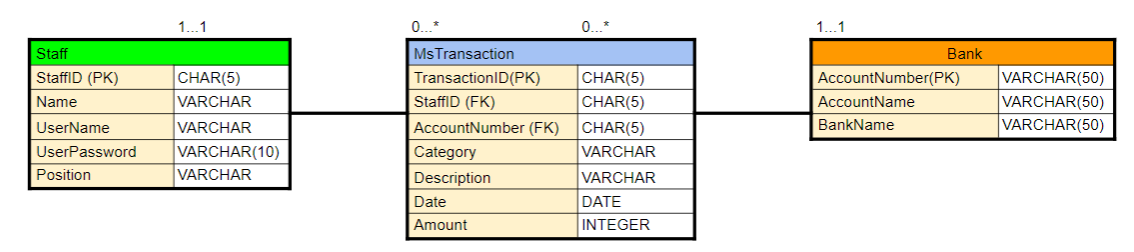 1...1 0...* 0...* 1...1
Staff
StaffID (PK) CHAR(5)
Name VARCHAR
UserName VARCHAR
UserPassword VARCHAR(10)
Position VARCHAR
MsTransaction
TransactionID(PK) CHAR(5)
StaffID (FK) CHAR(5)
AccountNumber (FK) CHAR(5)
Category VARCHAR
Description VARCHAR
Date DATE
Amount INTEGER
Bank
AccountNumber(PK) VARCHAR(50)
AccountName VARCHAR(50)
BankName VARCHAR(50)